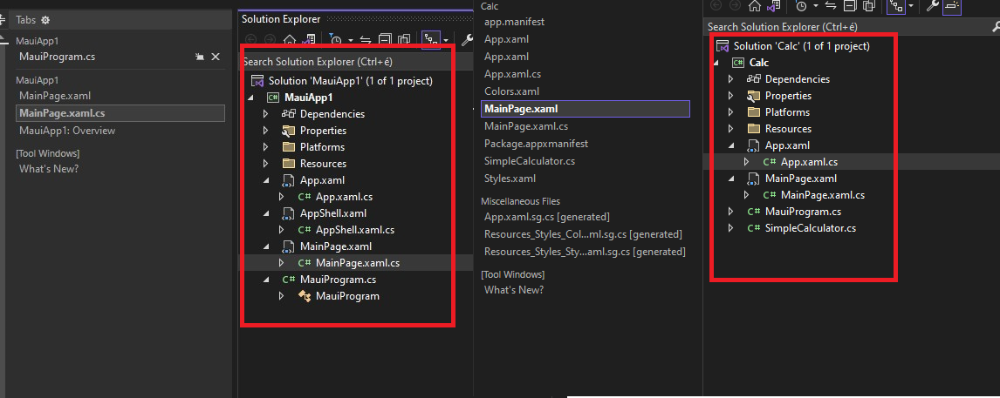 Tabs
MauiApp1
MauiProgram.cs
MauiApp1
MainPage.xaml
MainPage.xaml.cs
MauiApp1: Overview
[Tool Windows]
What's New?
Solution Explorer
Search Solution Explorer (Ctrl+é)
Solution 'MauiApp1' (1 of 1 project)
C# MauiApp1
Dependencies
Properties
Platforms
Resources
App.xaml
C# App.xaml.cs
AppShell.xaml
C# AppShell.xaml.cs
MainPage.xaml
C# MainPage.xaml.cs
C# MauiProgram.cs
MauiProgram
Calc
app.manifest
App.xaml
App.xaml
App.xaml.cs
Colors.xaml
MainPage.xaml
MainPage.xaml.cs
Package.appxmanifest
SimpleCalculator.cs
Styles.xaml
Miscellaneous Files
App.xaml.sg.cs [generated]
Resources_Styles_Col...ml.sg.cs [generated]
Resources_Styles_Sty...aml.sg.cs [generated]
[Tool Windows]
What's New?
Search Solution Explorer (Ctrl+é)
Solution 'Calc' (1 of 1 project)
C# Calc
Dependencies
Properties
Platforms
Resources
App.xaml
C# App.xaml.cs
MainPage.xaml
C# MainPage.xaml.cs
C# MauiProgram.cs
C# SimpleCalculator.cs